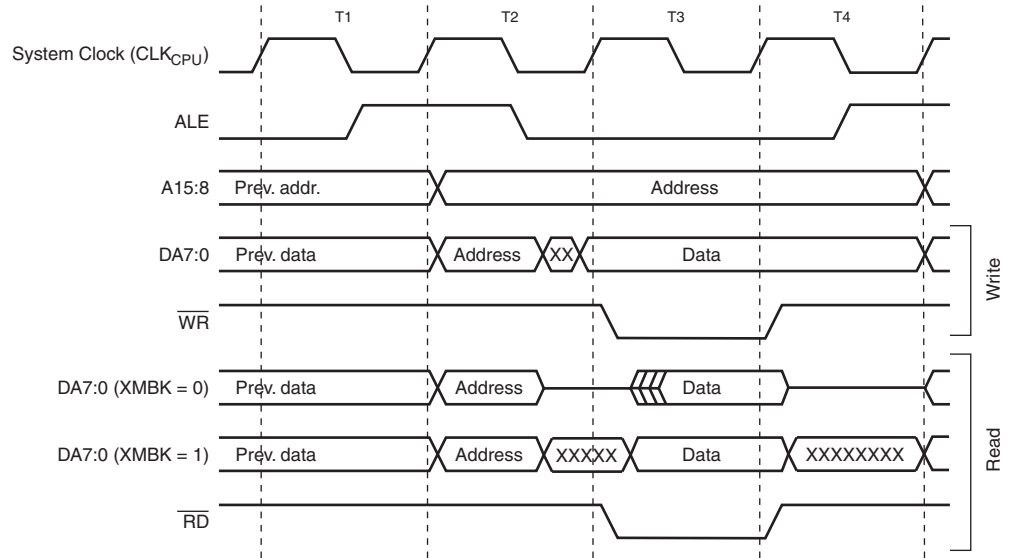 T1 T2 T3 T4
System Clock (CLKCPU)
ALE
A15:8 Prev. addr. Address
DA7:0 Prev. data Address XX Data
WR
Write
DA7:0 (XMBK = 0) Prev. data Address Data
DA7:0 (XMBK = 1) Prev. data Address XXXXX Data XXXXXXXX
RD
Read